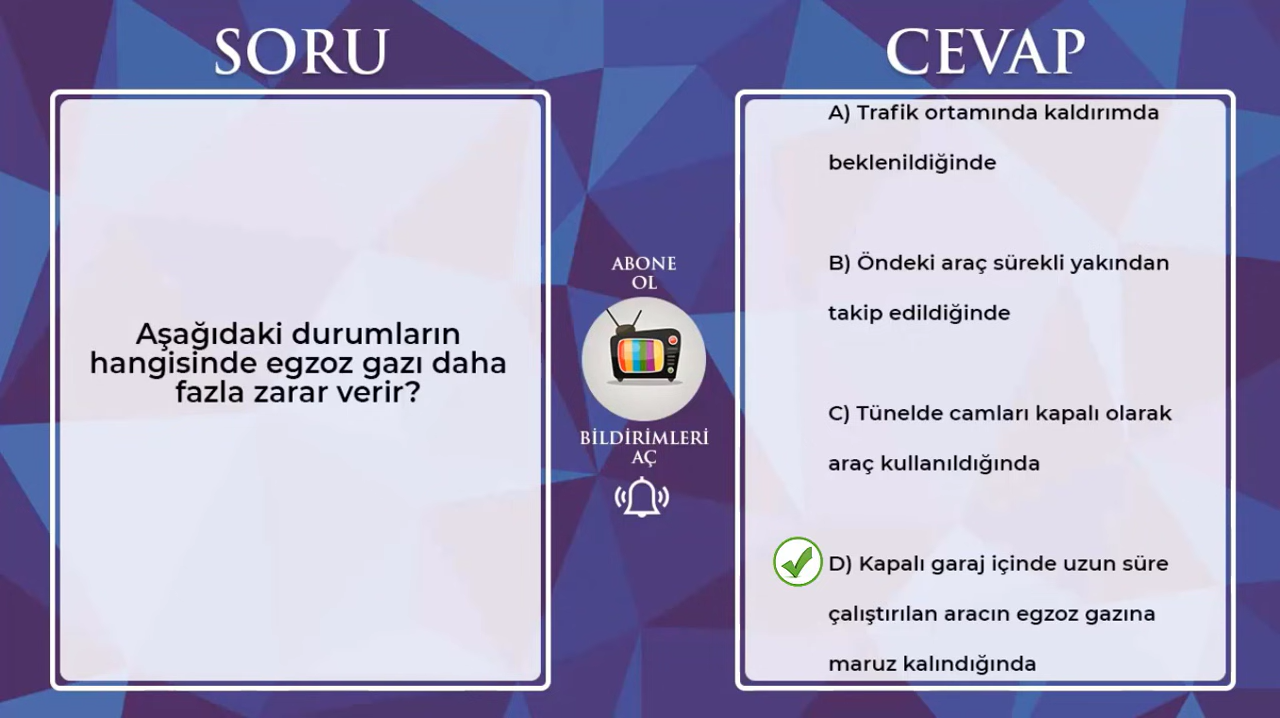 SORU
Aşağıdaki durumların
hangisinde egzoz gazı daha
fazla zarar verir?
ABONE
OL
BİLDİRİMLERİ
AÇ
CEVAP
A) Trafik ortamında kaldırımda
beklenildiğinde
B) Öndeki araç sürekli yakından
takip edildiğinde
C) Tünelde camları kapalı olarak
araç kullanıldığında
D) Kapalı garaj içinde uzun süre
çalıştırılan aracın egzoz gazına
maruz kalındığında